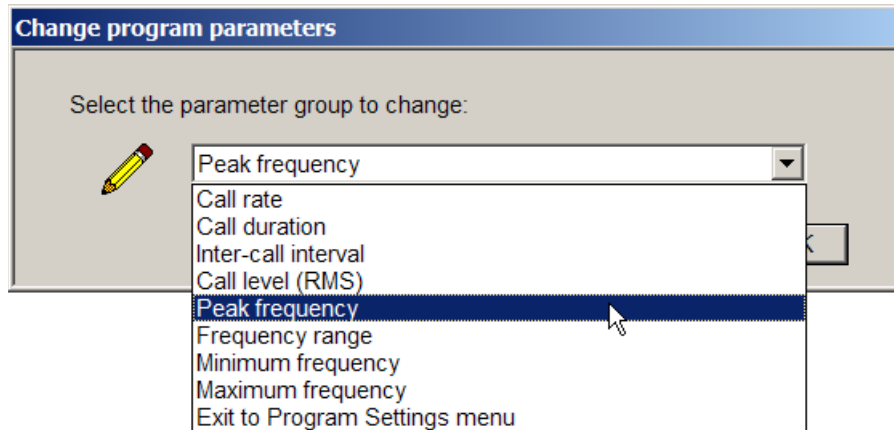 Change program parameters
Select the parameter group to change:
Peak frequency
Call rate
Call duration
Inter-call interval
Call level (RMS)
Peak frequency
Frequency range
Minimum frequency
Maximum frequency
Exit to Program Settings menu